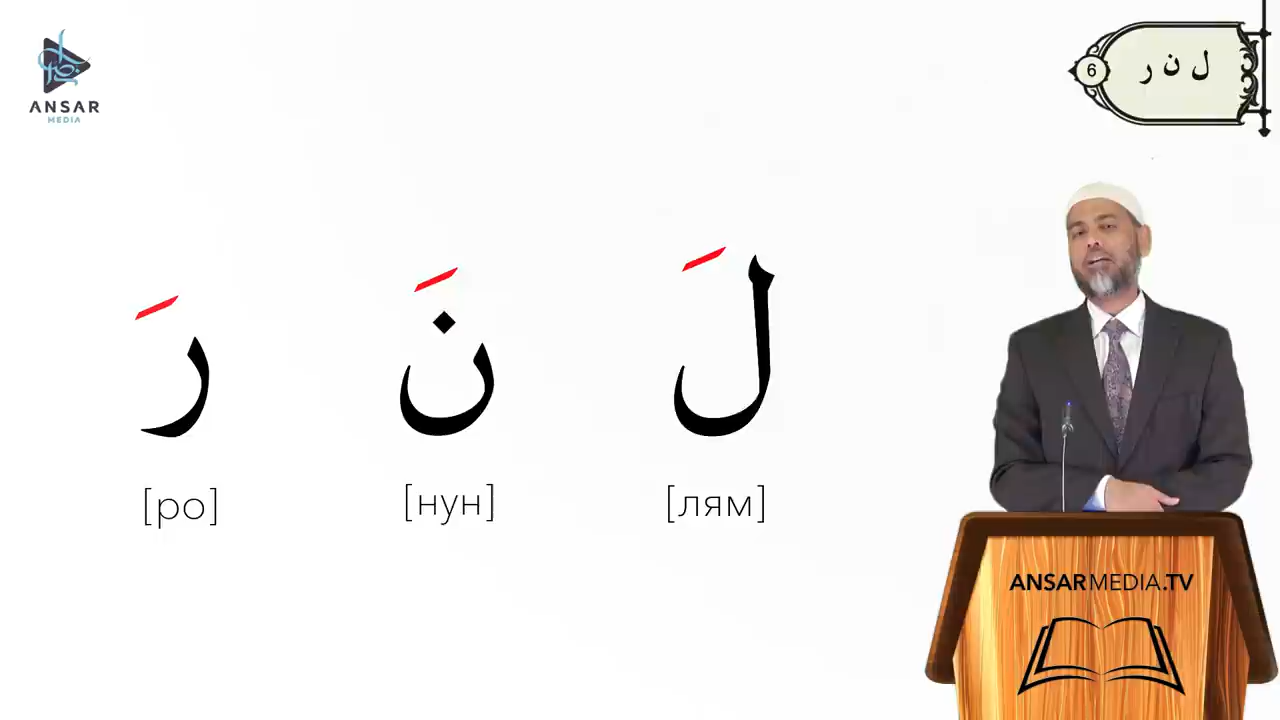 ANSAR
MEDIA
6
ل ن ر
لَ نَ رَ
[ро] [нун] [лям]
ANSARMEDIA.TV